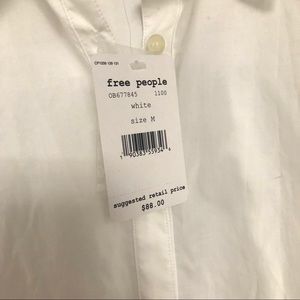 free people
OB677845 1100
white
size M
suggested retail price
$88.00